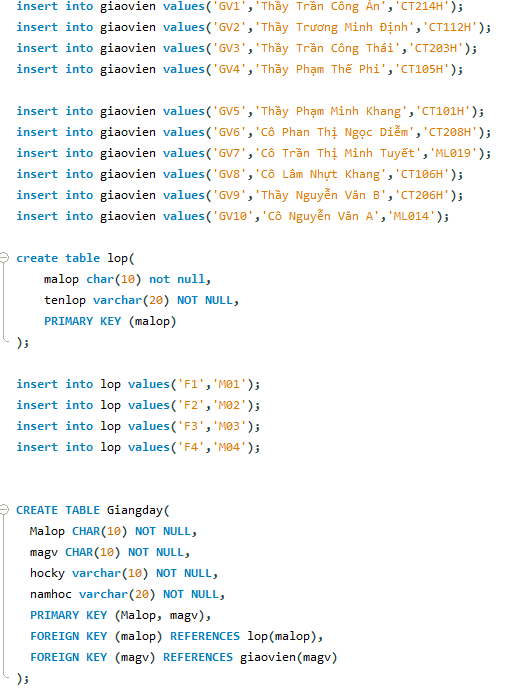 insert into giaovien values('GV1','Thầy Trần Công Án','CT214H');
insert into giaovien values('GV2','Thầy Trương Minh Định','CT112H');
insert into giaovien values('GV3','Thầy Trần Công Thái','CT203H');
insert into giaovien values('GV4','Thầy Phạm Thế Phi','CT105H');
insert into giaovien values('GV5','Thầy Phạm Minh Khang','CT101H');
insert into giaovien values('GV6','Cô Phan Thị Ngọc Diễm','CT208H');
insert into giaovien values('GV7','Cô Trần Thị Minh Tuyết','ML019');
insert into giaovien values('GV8','Cô Lâm Nhựt Khang','CT106H');
insert into giaovien values('GV9','Thầy Nguyễn Văn B','CT206H');
insert into giaovien values('GV10','Cô Nguyễn Văn A','ML014');
create table lop(
malop char(10) not null,
tenlop varchar(20) NOT NULL,
PRIMARY KEY (malop)
);
insert into lop values('F1','M01');
insert into lop values('F2','M02');
insert into lop values('F3','M03');
insert into lop values('F4','M04');
CREATE TABLE Giangday(
Malop CHAR(10) NOT NULL,
magv CHAR(10) NOT NULL,
hocky varchar(10) NOT NULL,
namhoc varchar(20) NOT NULL,
PRIMARY KEY (Malop, magv),
FOREIGN KEY (malop) REFERENCES lop(malop),
FOREIGN KEY (magv) REFERENCES giaovien(magv)
);